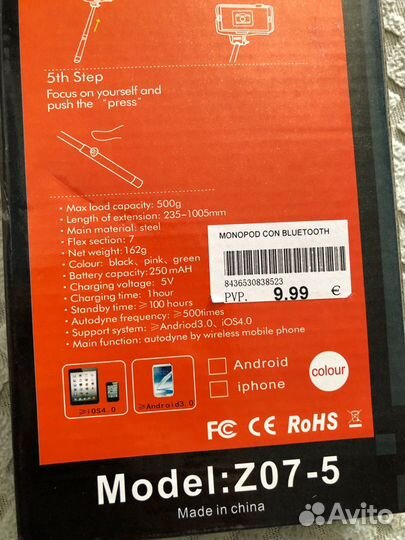 5th Step
Focus on yourself and
push the "press"
· Max load capacity: 500g
· Length of extension: 235-1005mm
· Main material: steel
· Flex section: 7
· Net weight: 162g
· Colour: black, pink, green
· Battery capacity: 250mAH
· Charging voltage: 5V
· Charging time: 1hour
· Standby time: ≥100 hours
· Autodyne frequency: ≥500times
· Support system: ≥Andriod3.0、iOS4.0
· Main function: autodyne by wireless mobile phone
MONOPOD CON BLUETOOTH
8436530838523
PVP. 9.99 €
Android
iphone
colour
≥iOS4.0
≥Android3.0
FC CE RoHS
Model:Z07-5
Made in china
Avito